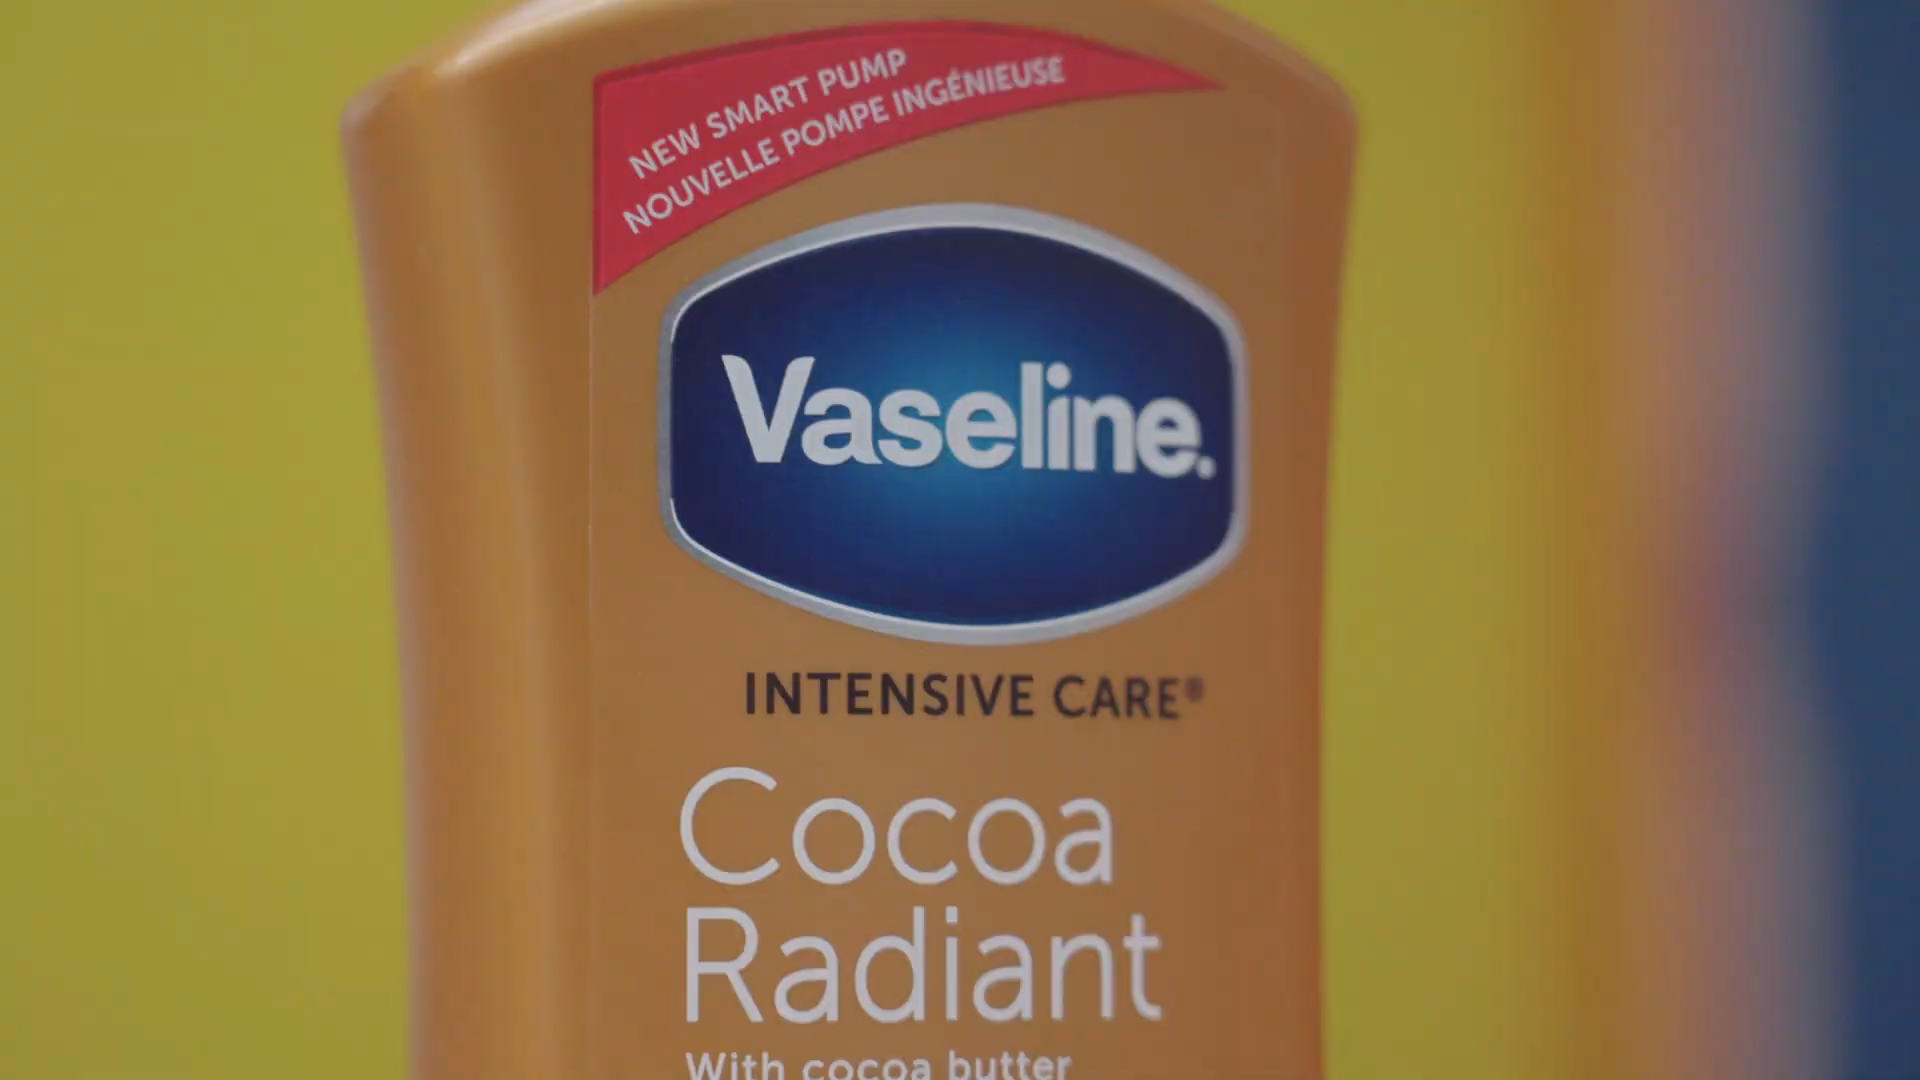 NEW SMART PUMP
NOUVELLE POMPE INGÉNIEUSE
Vaseline.
INTENSIVE CARE®
Cocoa
Radiant
With cocoa butter